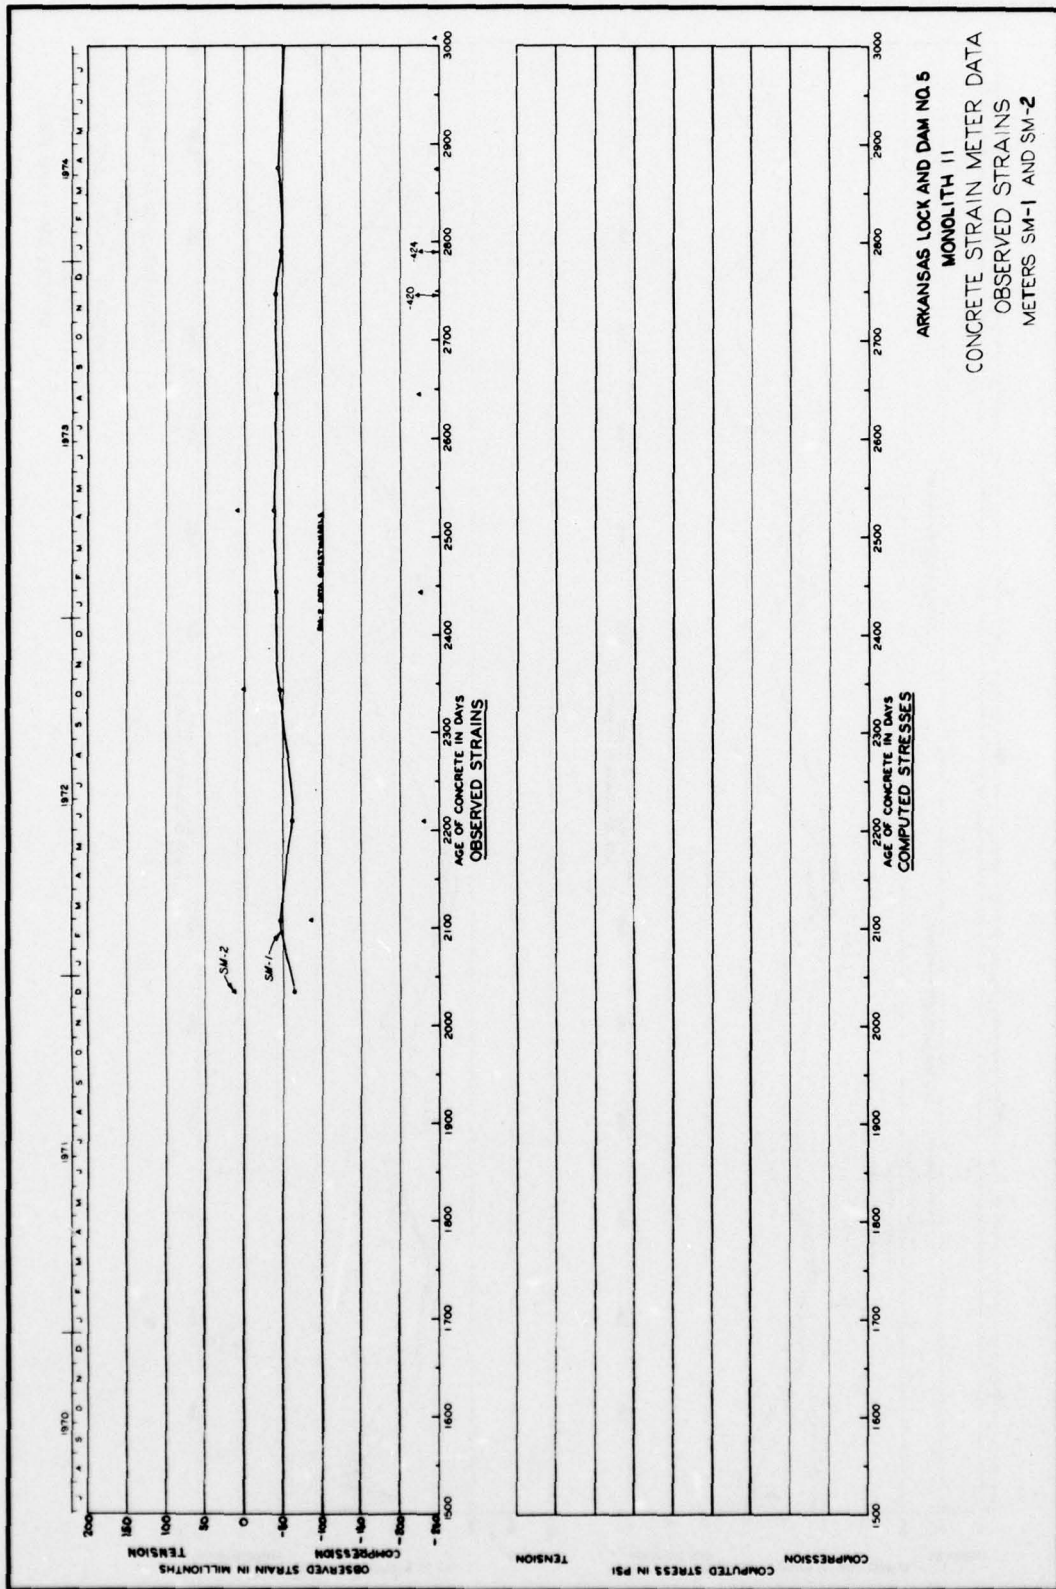 1970 1971 1972 1973 1974
J A S O N D J F M A M J J A S O N D J F M A M J J A S O N D J F M A M J J A S O N D J F M A M J J
OBSERVED STRAIN IN MILLIONTHS
TENSION
COMPRESSION
200
150
100
50
0
-50
-100
-150
-200
-250
SM-2
SM-1
SM-2 DATA QUESTIONABLE
-420
-424
1500 1600 1700 1800 1900 2000 2100 2200 2300 2400 2500 2600 2700 2800 2900 3000
AGE OF CONCRETE IN DAYS
OBSERVED STRAINS
COMPUTED STRESS IN PSI
TENSION
COMPRESSION
1500 1600 1700 1800 1900 2000 2100 2200 2300 2400 2500 2600 2700 2800 2900 3000
AGE OF CONCRETE IN DAYS
COMPUTED STRESSES
ARKANSAS LOCK AND DAM NO. 5
MONOLITH 11
CONCRETE STRAIN METER DATA
OBSERVED STRAINS
METERS SM-1 AND SM-2